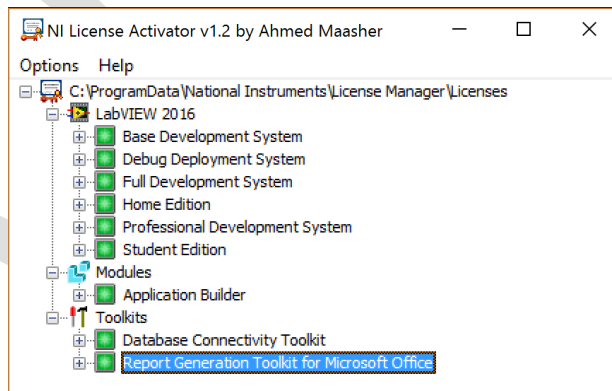 NI License Activator v1.2 by Ahmed Maasher
Options Help
C:\ProgramData\National Instruments\License Manager\Licenses
LabVIEW 2016
Base Development System
Debug Deployment System
Full Development System
Home Edition
Professional Development System
Student Edition
Modules
Application Builder
Toolkits
Database Connectivity Toolkit
Report Generation Toolkit for Microsoft Office